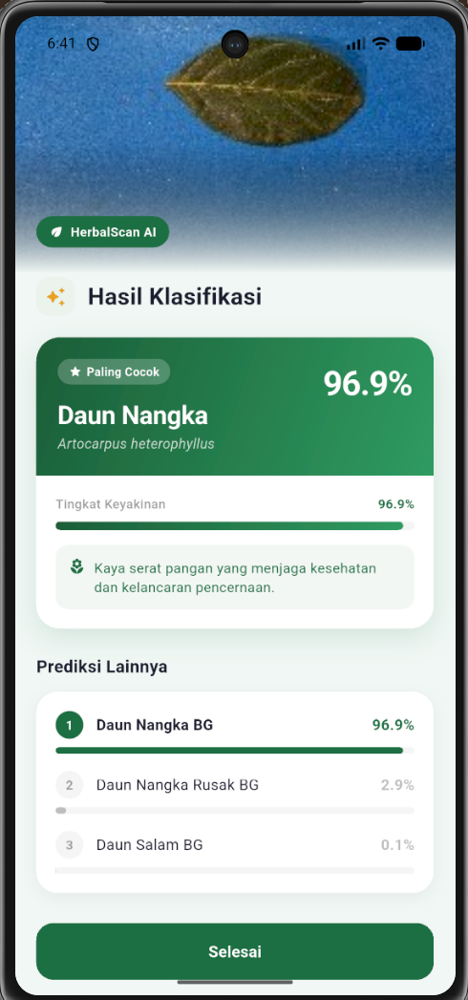 6:41
HerbalScan AI
Hasil Klasifikasi
Paling Cocok
96.9%
Daun Nangka
Artocarpus heterophyllus
Tingkat Keyakinan 96.9%
Kaya serat pangan yang menjaga kesehatan
dan kelancaran pencernaan.
Prediksi Lainnya
1 Daun Nangka BG 96.9%
2 Daun Nangka Rusak BG 2.9%
3 Daun Salam BG 0.1%
Selesai